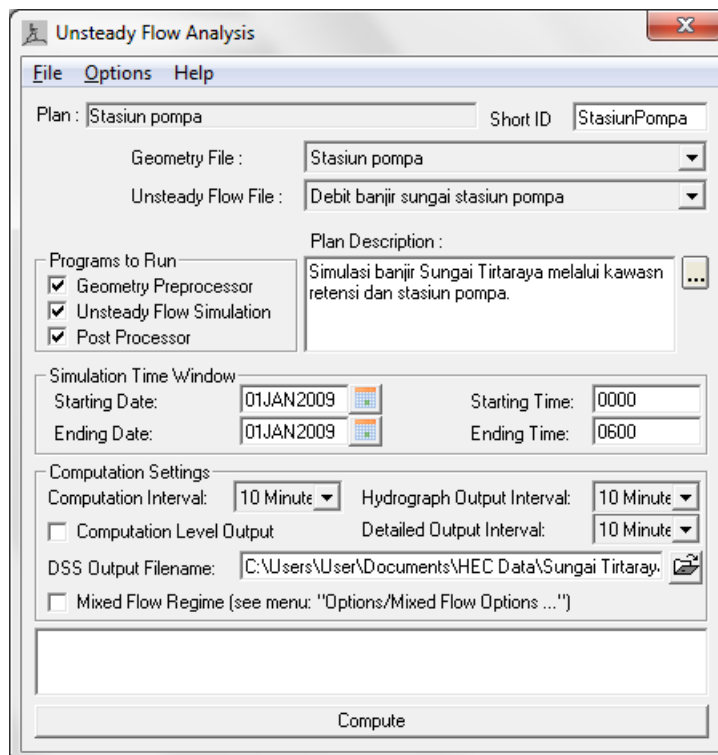 Unsteady Flow Analysis
File Options Help
Plan : Stasiun pompa Short ID StasiunPompa
Geometry File : Stasiun pompa
Unsteady Flow File : Debit banjir sungai stasiun pompa
Plan Description :
Programs to Run
Geometry Preprocessor
Unsteady Flow Simulation
Post Processor
Simulasi banjir Sungai Tirtaraya melalui kawasn
retensi dan stasiun pompa.
...
Simulation Time Window
Starting Date: 01JAN2009 Starting Time: 0000
Ending Date: 01JAN2009 Ending Time: 0600
Computation Settings
Computation Interval: 10 Minute Hydrograph Output Interval: 10 Minute
Computation Level Output Detailed Output Interval: 10 Minute
DSS Output Filename: C:\Users\User\Documents\HEC Data\Sungai Tirtaray
Mixed Flow Regime (see menu: "Options/Mixed Flow Options ...")
Compute